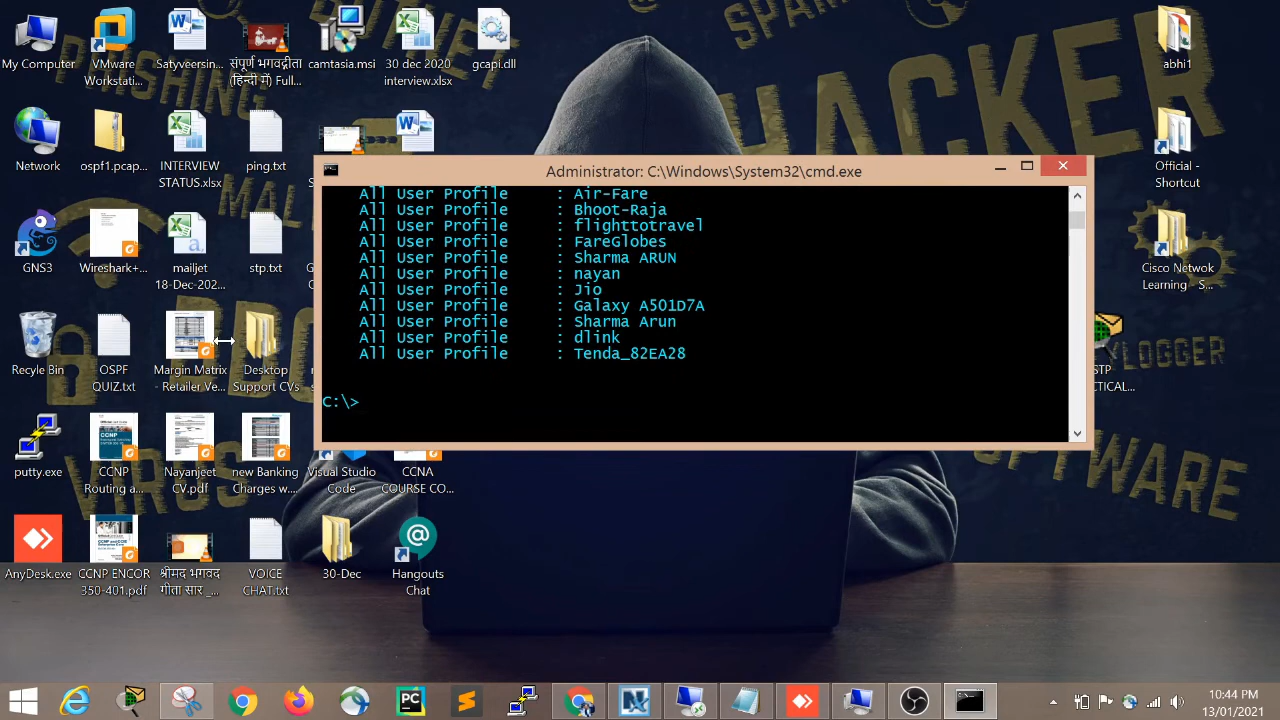 My Computer
VMware
Workstati...
Satyveersin...
संपूर्ण भगवद्गीता
(हिन्दी में) Full...
camtasia.msi
30 dec 2020
interview.xlsx
gcapi.dll
abhi1
PHISHING
HACKER
Network
ospf1.pcap...
INTERVIEW
STATUS.xlsx
ping.txt
Official -
Shortcut
Administrator: C:\Windows\System32\cmd.exe
All User Profile     : Air-Fare
All User Profile     : Bhoot-Raja
All User Profile     : flighttotravel
All User Profile     : FareGlobes
All User Profile     : Sharma ARUN
All User Profile     : nayan
All User Profile     : Jio
All User Profile     : Galaxy A501D7A
All User Profile     : Sharma Arun
All User Profile     : dlink
All User Profile     : Tenda_82EA28
C:\>
GNS3
Wireshark+...
mailjet
18-Dec-202...
stp.txt
Cisco Netwok
Learning - S...
Recyle Bin
OSPF
QUIZ.txt
Margin Matrix
- Retailer Ve...
Desktop
Support CVs
STP
LOGGER
putty.exe
CCNP
Routing a...
Nayanjeet
CV.pdf
new Banking
Charges w...
Visual Studio
Code
CCNA
COURSE CO...
VIRUS
SPYWARE
AnyDesk.exe
CCNP ENCOR
350-401.pdf
श्रीमद भगवद
गीता सार _...
VOICE
CHAT.txt
30-Dec
Hangouts
Chat
10:44 PM
13/01/2021